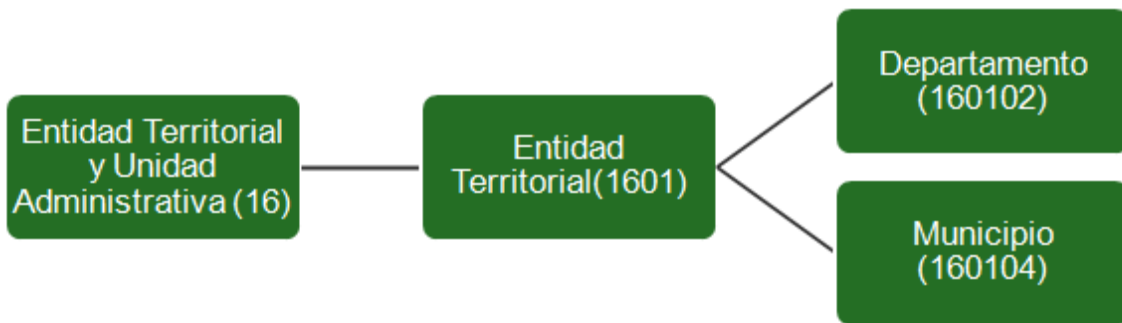 Entidad Territorial
y Unidad
Administrativa (16)
Entidad
Territorial(1601)
Departamento
(160102)
Municipio
(160104)